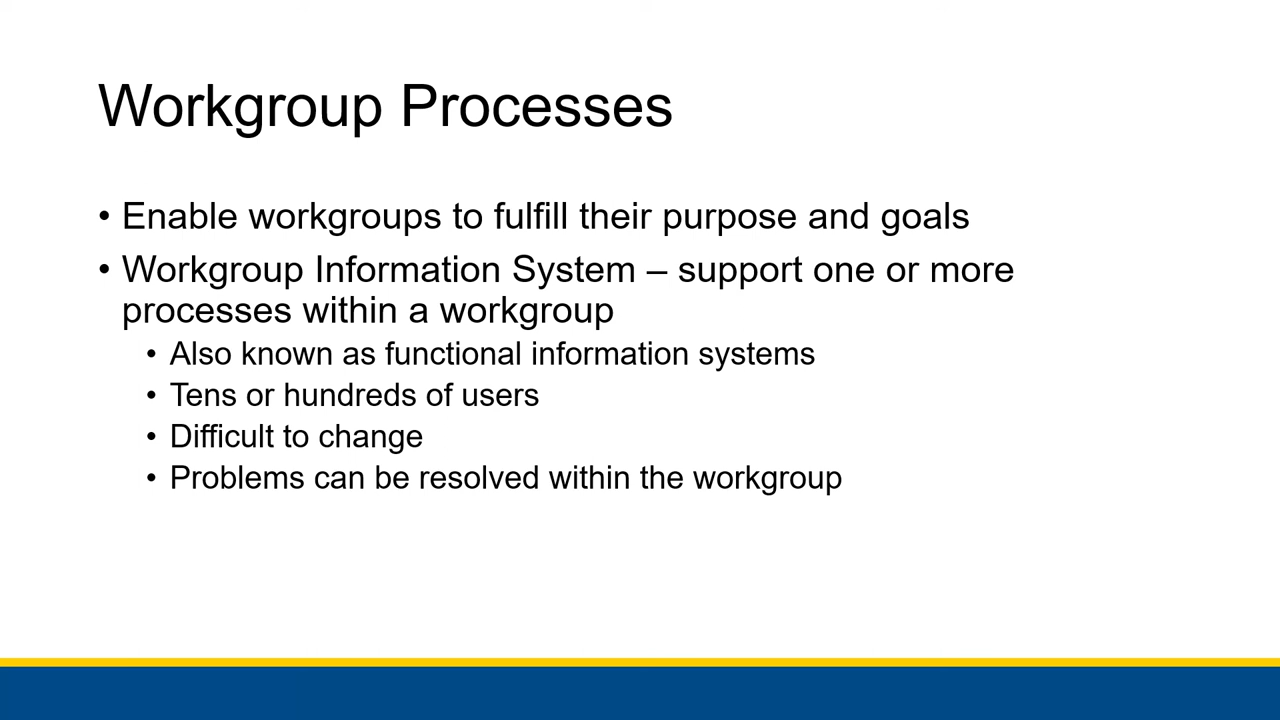 Workgroup Processes
• Enable workgroups to fulfill their purpose and goals
• Workgroup Information System – support one or more
processes within a workgroup
• Also known as functional information systems
• Tens or hundreds of users
• Difficult to change
• Problems can be resolved within the workgroup